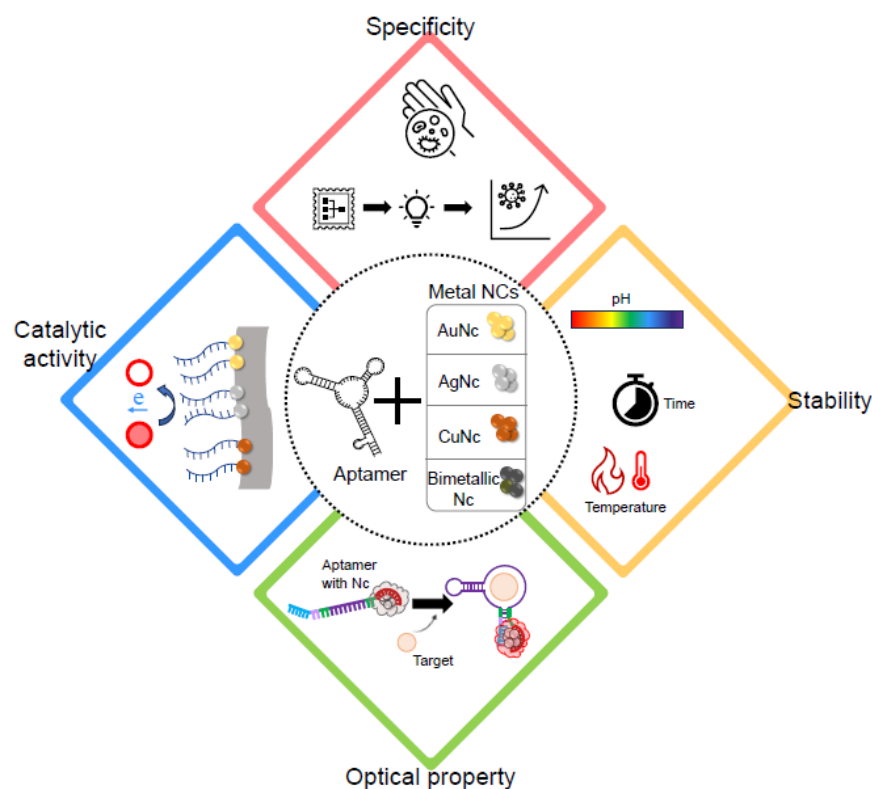 Specificity
Catalytic
activity
e
Metal NCs
AuNc
AgNc
CuNc
Bimetallic
Nc
Aptamer
pH
Time
Temperature
Stability
Aptamer
with Nc
Target
Optical property